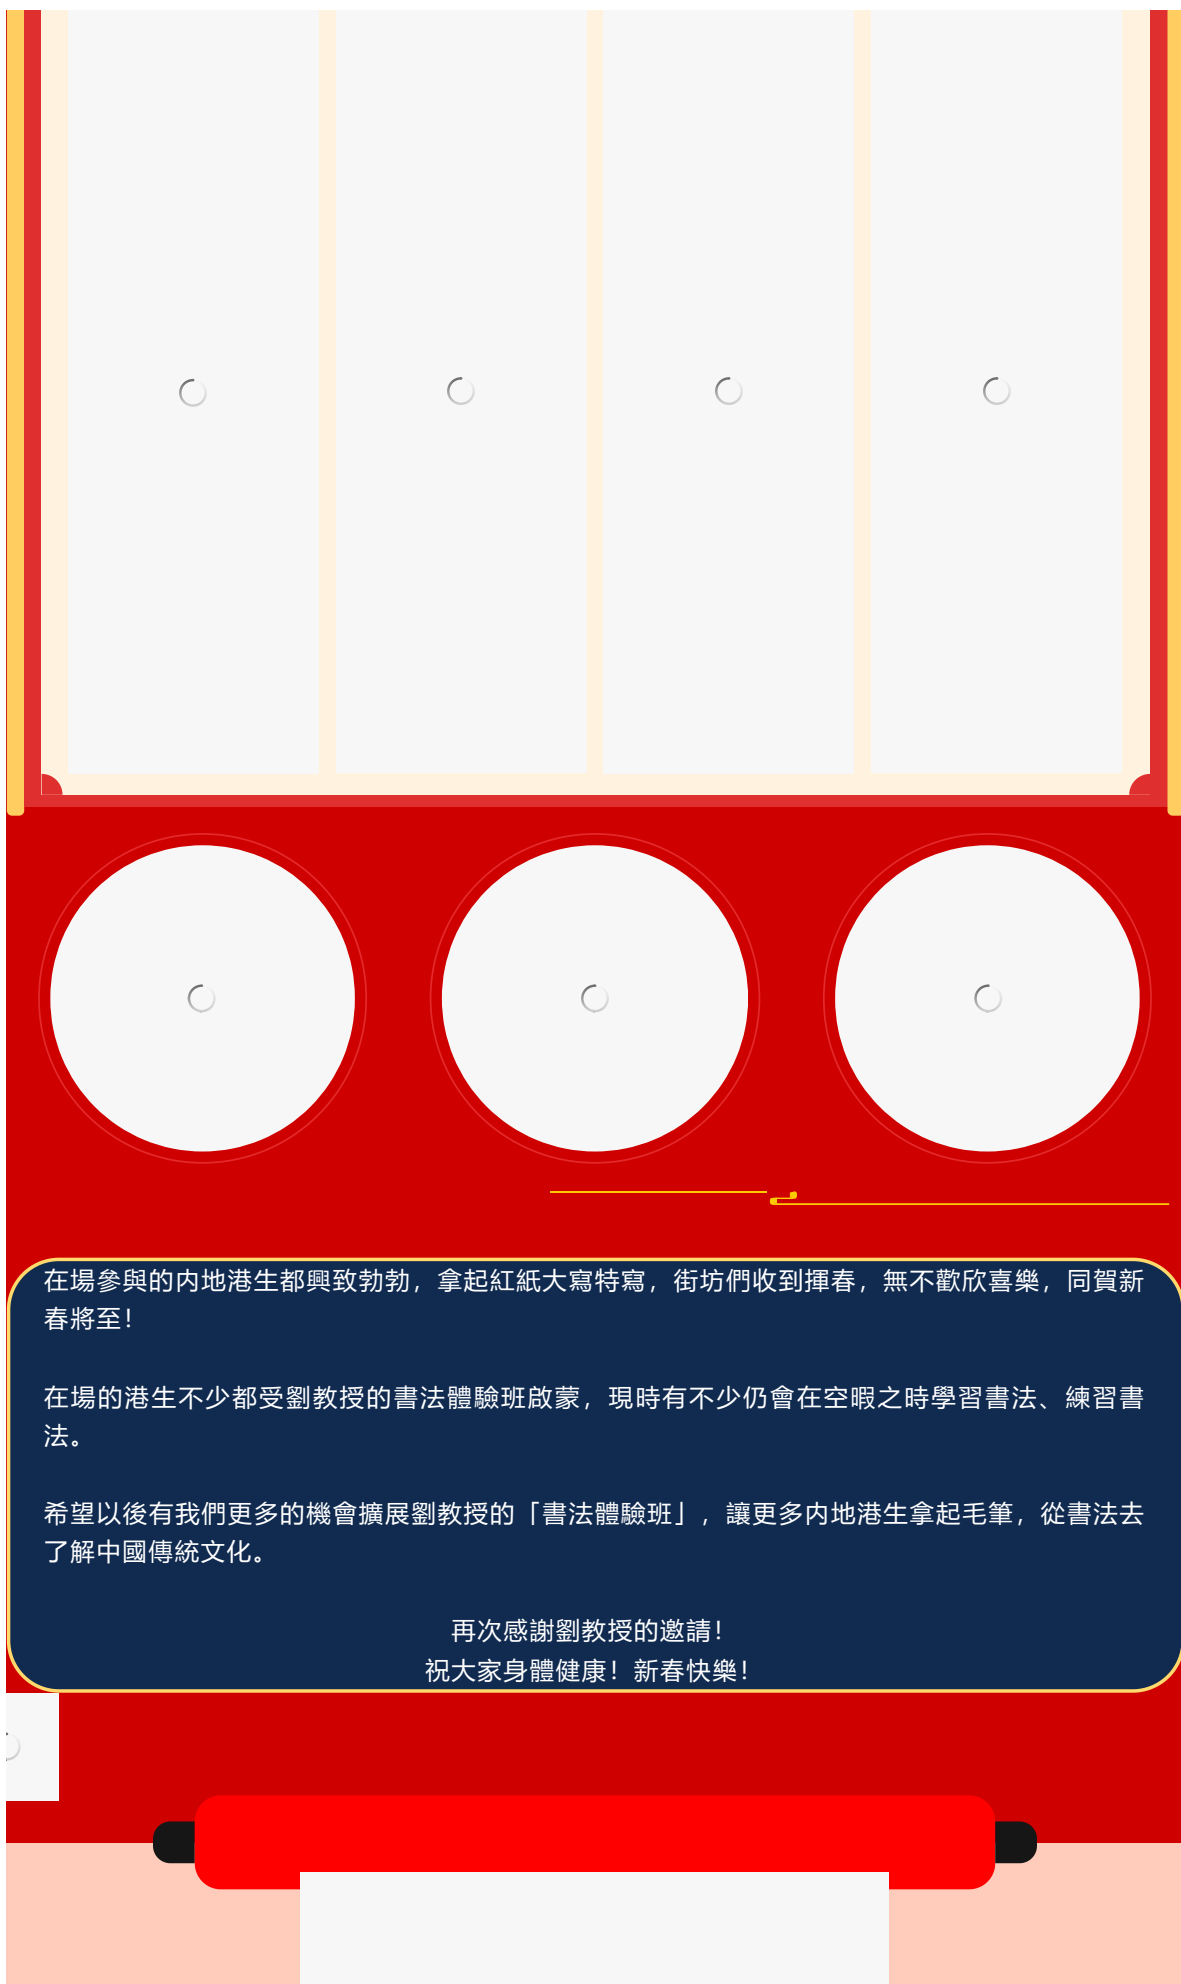 在場參與的内地港生都興致勃勃，拿起紅紙大寫特寫，街坊們收到揮春，無不歡欣喜樂，同賀新
春將至！
在場的港生不少都受劉教授的書法體驗班啟蒙，現時有不少仍會在空暇之時學習書法、練習書
法。
希望以後有我們更多的機會擴展劉教授的「書法體驗班」，讓更多内地港生拿起毛筆，從書法去
了解中國傳統文化。
再次感謝劉教授的邀請！
祝大家身體健康！新春快樂！